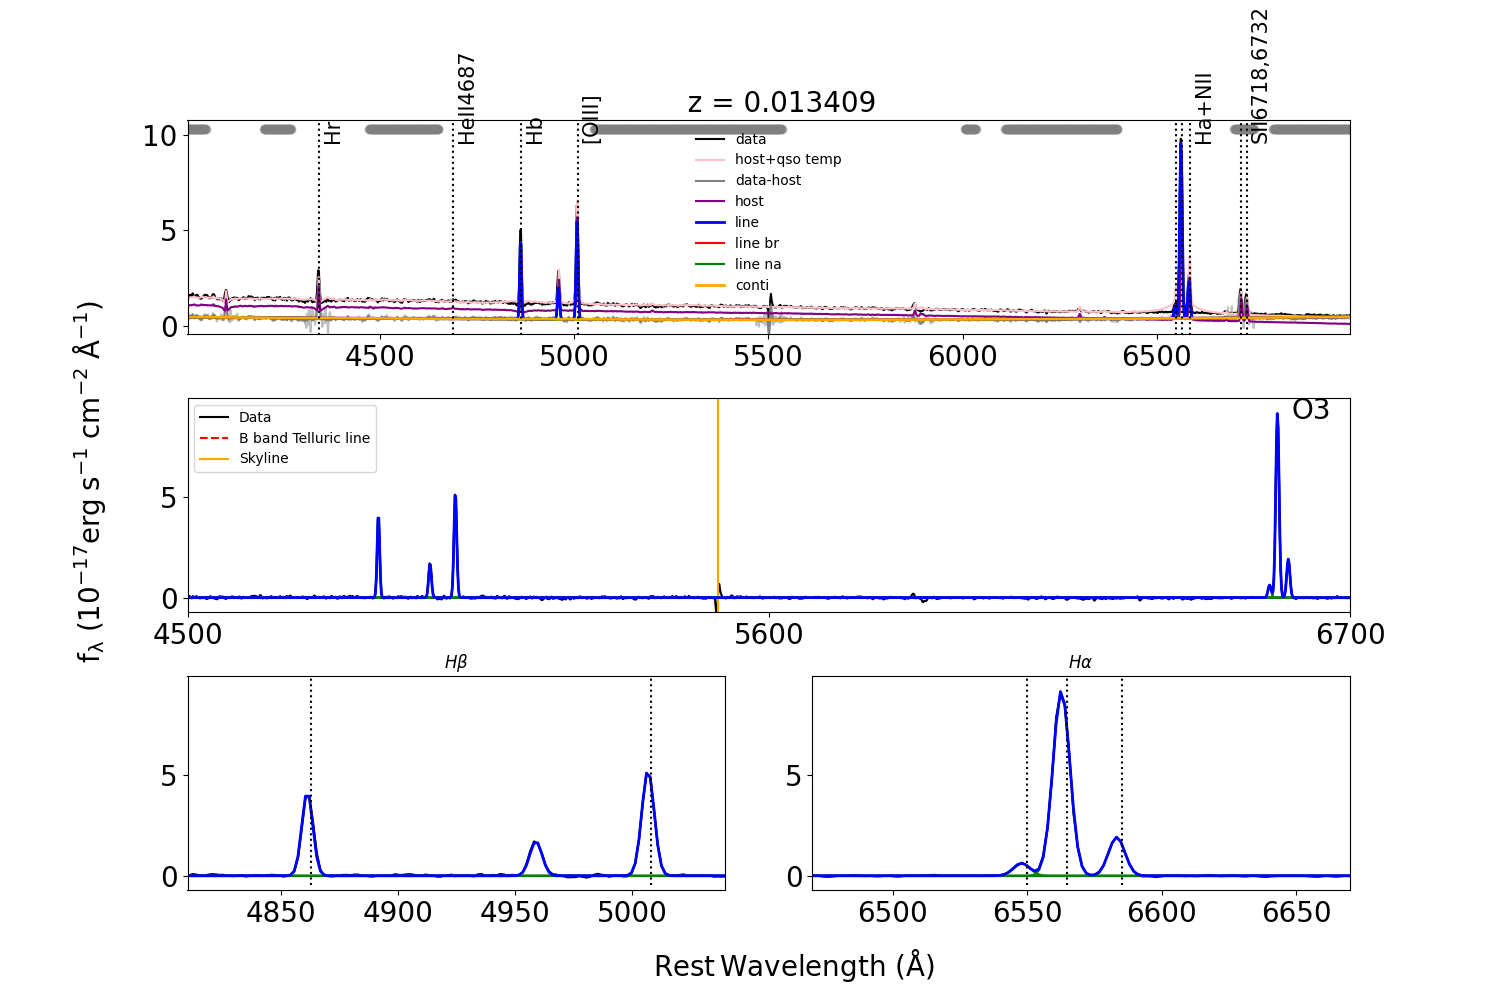 z = 0.013409
Hr
HeII4687
Hb
[OIII]
Ha+NII
SII6718,6732
10
5
0
data
host+qso temp
data-host
host
line
line br
line na
conti
4500 5000 5500 6000 6500
Data
B band Telluric line
Skyline
O3
5
0
4500 5600 6700
Hβ
5
0
4850 4900 4950 5000
Hα
5
0
6500 6550 6600 6650
fλ (10−17erg s−1 cm−2 Å−1)
Rest Wavelength (Å)